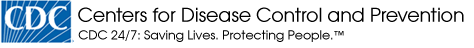 CDC Centers for Disease Control and Prevention
CDC 24/7: Saving Lives. Protecting People.™